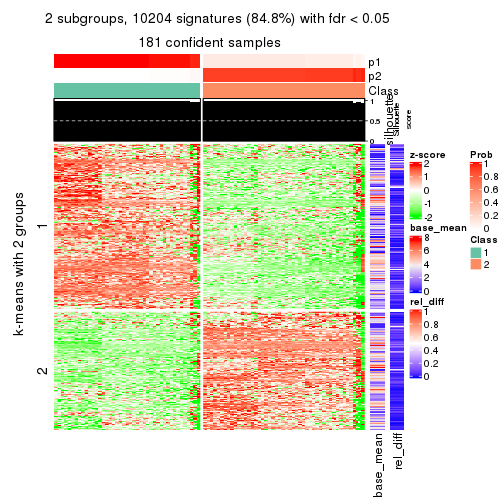 2 subgroups, 10204 signatures (84.8%) with fdr < 0.05
181 confident samples
p1
p2
Class
1
0.5
0
silhouette
Silhouette
score
k-means with 2 groups
1
2
base_mean
rel_diff
z-score
2
1
0
-1
-2
base_mean
8
6
4
2
0
rel_diff
1
0.8
0.6
0.4
0.2
0
Prob
1
0.8
0.6
0.4
0.2
0
Class
1
2